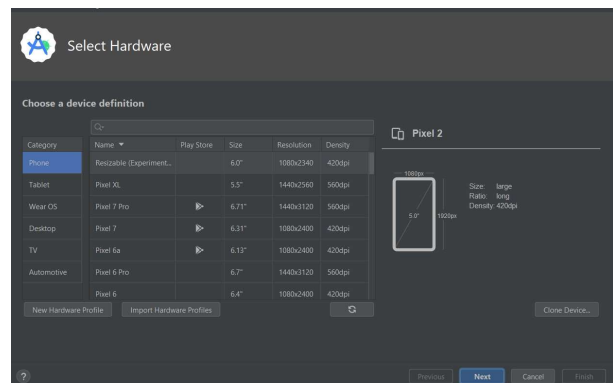 Select Hardware
Choose a device definition
Category Name Play Store Size Resolution Density
Phone Resizable (Experiment... 6.0" 1080x2340 420dpi
Tablet Pixel XL 5.5" 1440x2560 560dpi
Wear OS Pixel 7 Pro 6.71" 1440x3120 560dpi
Desktop Pixel 7 6.31" 1080x2400 420dpi
TV Pixel 6a 6.13" 1080x2400 420dpi
Automotive Pixel 6 Pro 6.7" 1440x3120 560dpi
Pixel 6 6.4" 1080x2400 420dpi
New Hardware Profile Import Hardware Profiles
Pixel 2
1080px
5.0" 1920px
Size: large
Ratio: long
Density: 420dpi
Clone Device...
? Previous Next Cancel Finish